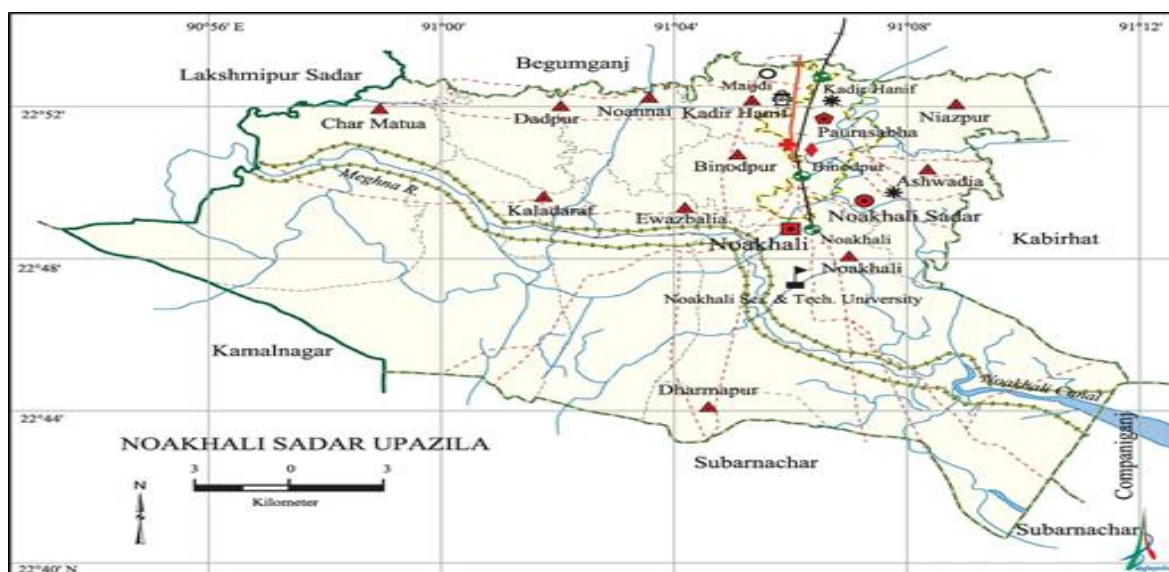 90°56' E 91°00' 91°04' 91°08' 91°12'
Lakshmipur Sadar
Begumganj
Maijdi
Kadir Hanif
22°52'
Char Matua
Dadpur
Noannai
Kadir Hanif
Niazpur
Paurasabha
Binodpur
Binodpur
Ashwadia
Meghna R.
Kaladaraf
Ewazbalia
Noakhali Sadar
Noakhali
Noakhali
Kabirhat
22°48'
Noakhali
Noakhali Sci. & Tech. University
Kamalnagar
Dharmapur
Noakhali Canal
22°44'
NOAKHALI SADAR UPAZILA
Subarnachar
Companiganj
3 0 3
Kilometer
N
Subarnachar
22°40' N